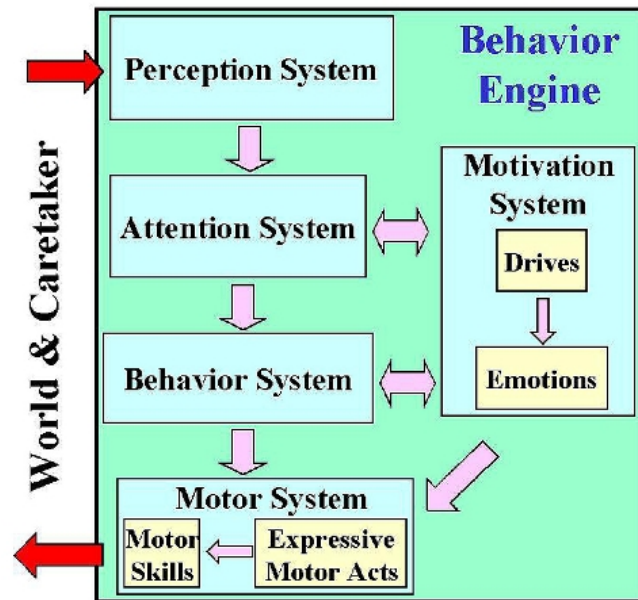 Behavior
Engine
Perception System
World & Caretaker
Attention System
Motivation
System
Drives
Emotions
Behavior System
Motor System
Motor
Skills
Expressive
Motor Acts